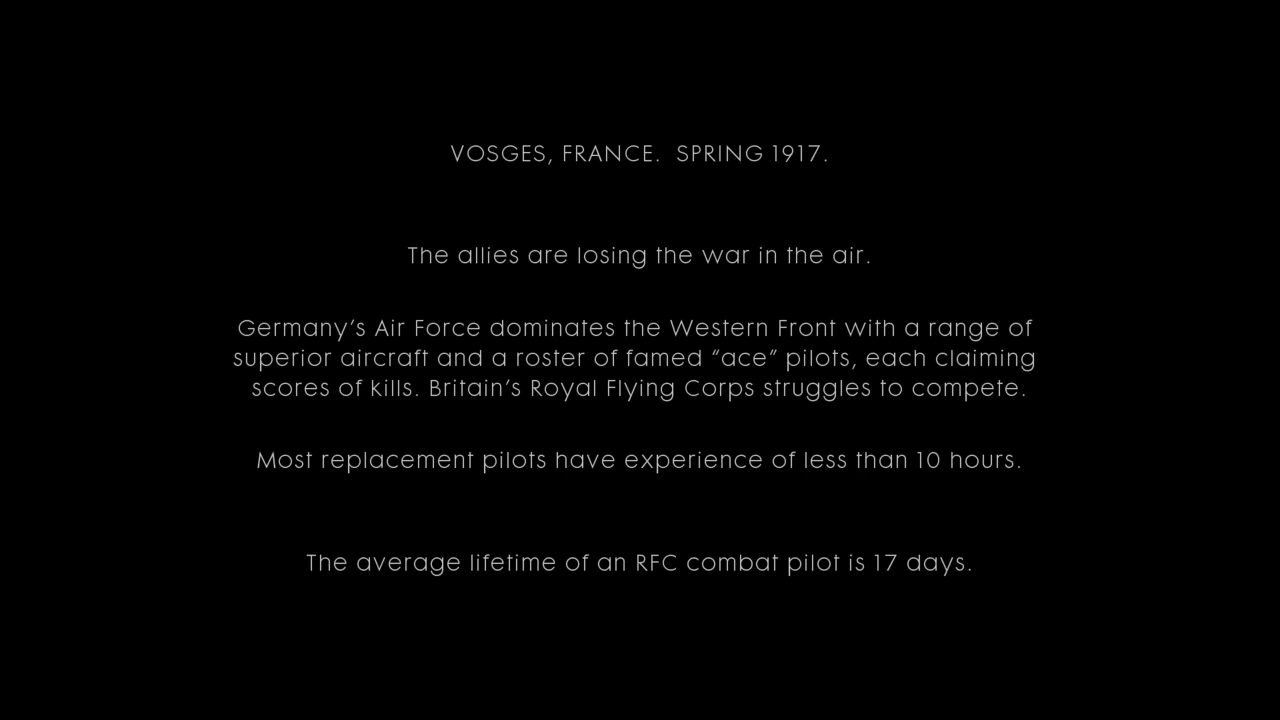 VOSGES, FRANCE.  SPRING 1917.
The allies are losing the war in the air.
Germany’s Air Force dominates the Western Front with a range of
superior aircraft and a roster of famed “ace” pilots, each claiming
scores of kills. Britain’s Royal Flying Corps struggles to compete.
Most replacement pilots have experience of less than 10 hours.
The average lifetime of an RFC combat pilot is 17 days.